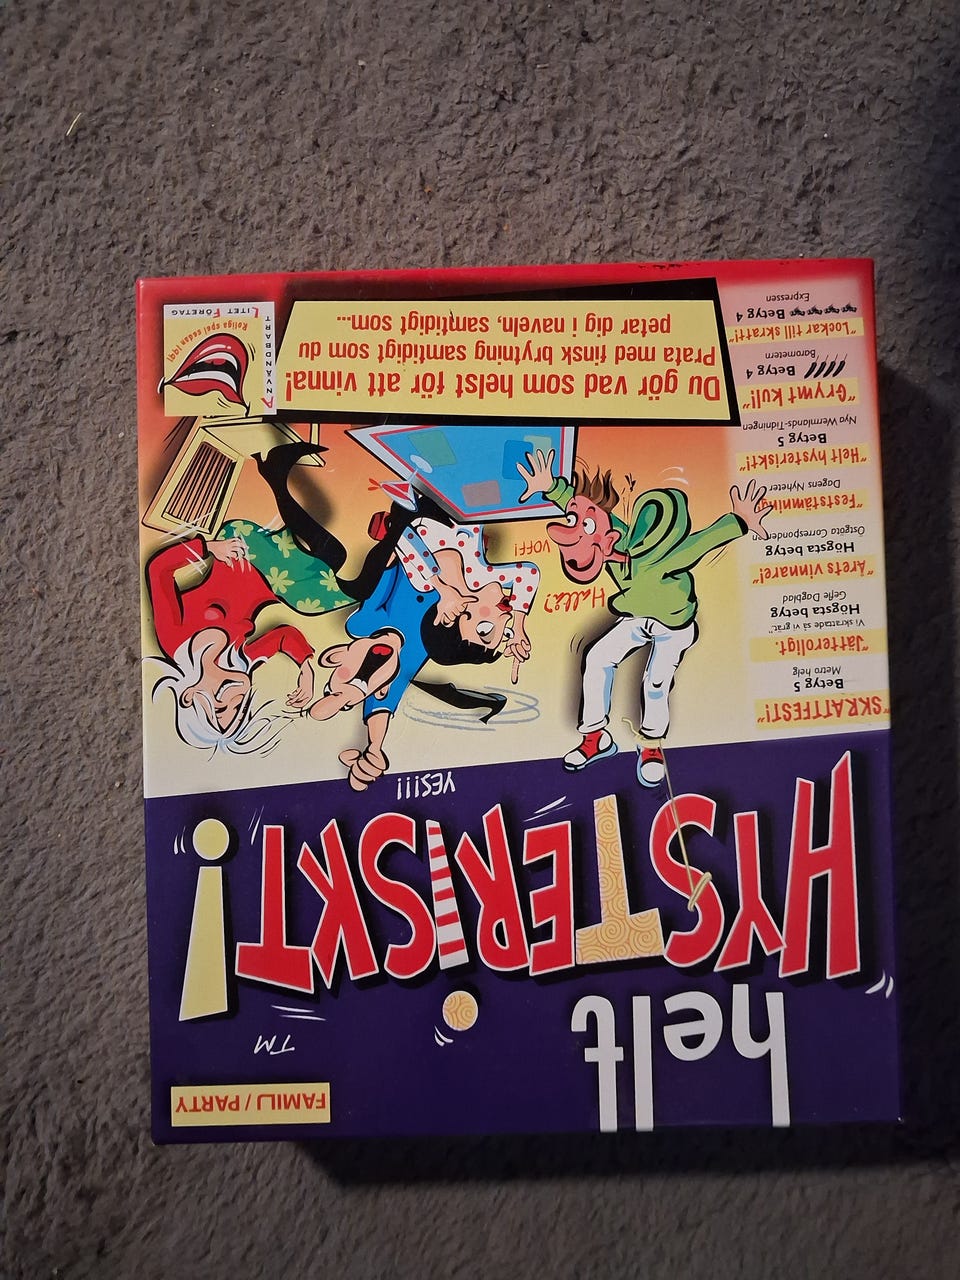 FAMILJ / PARTY
helt
TM
HYSTERISKT!
YES!!!
"SKRATTFEST!"
Betyg 5
Metro helg
"Jätteroligt.
Vi skrattade så vi grät."
Högsta betyg
Gefle Dagblad
"Årets vinnare!"
Högsta betyg
Östgöta Correspondenten
"Feststämning!"
Dagens Nyheter
"Helt hysteriskt!"
Betyg 5
Nya Wermlands-Tidningen
"Grymt kul!"
Betyg 4
Barometern
"Lockar till skratt!"
Betyg 4
Expressen
Hallå?
VOFF!
Du gör vad som helst för att vinna!
Prata med finsk brytning samtidigt som du
petar dig i naveln, samtidigt som...
ANVÄNDBART
LITET FÖRETAG
Roliga spel sedan 1991